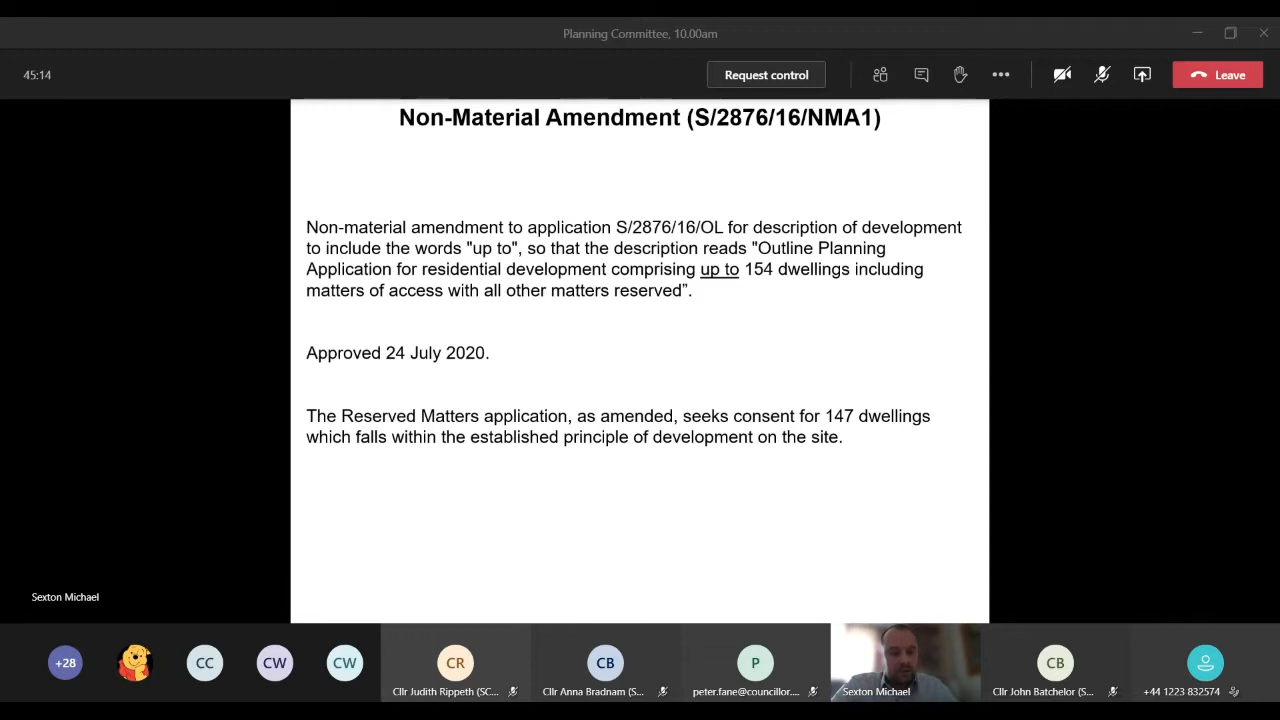 Planning Committee, 10.00am
45:14
Request control
Leave
Non-Material Amendment (S/2876/16/NMA1)
Non-material amendment to application S/2876/16/OL for description of development
to include the words "up to", so that the description reads "Outline Planning
Application for residential development comprising up to 154 dwellings including
matters of access with all other matters reserved”.
Approved 24 July 2020.
The Reserved Matters application, as amended, seeks consent for 147 dwellings
which falls within the established principle of development on the site.
Sexton Michael
+28
CC
CW
CW
CR
CB
P
CB
Cllr Judith Rippeth (SC...
Cllr Anna Bradnam (S...
peter.fane@councillor....
Sexton Michael
Cllr John Batchelor (S...
+44 1223 832574